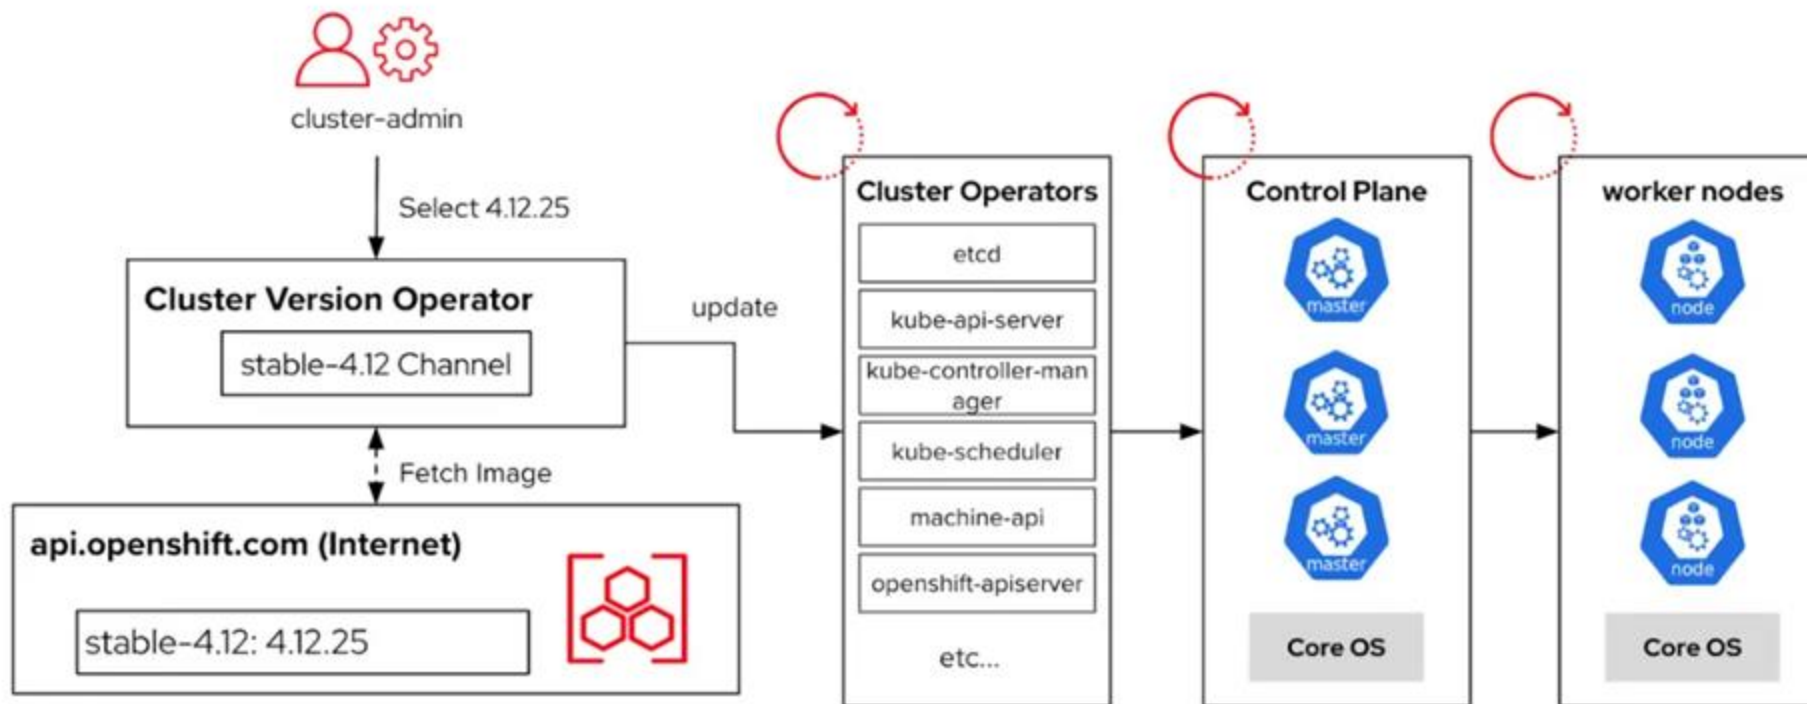 cluster-admin
Select 4.12.25
Cluster Version Operator
stable-4.12 Channel
update
Fetch Image
api.openshift.com (Internet)
stable-4.12: 4.12.25
Cluster Operators
etcd
kube-api-server
kube-controller-man
ager
kube-scheduler
machine-api
openshift-apiserver
etc...
Control Plane
master
master
master
Core OS
worker nodes
node
node
node
Core OS